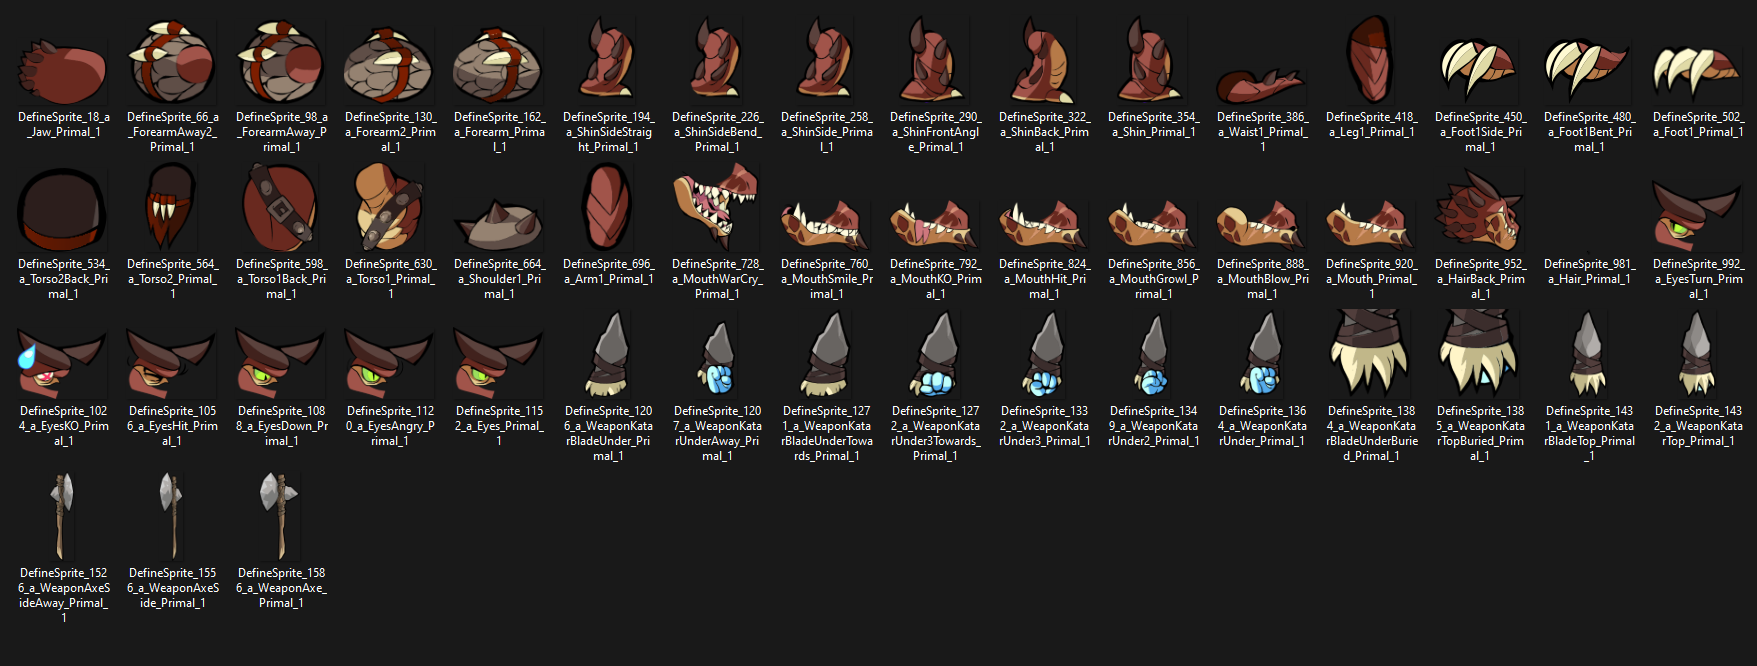 DefineSprite_18_a
_Jaw_Primal_1
DefineSprite_66_a
_ForearmAway2_
Primal_1
DefineSprite_98_a
_ForearmAway_P
rimal_1
DefineSprite_130_
a_Forearm2_Prim
al_1
DefineSprite_162_
a_Forearm_Prima
l_1
DefineSprite_194_
a_ShinSideStraig
ht_Primal_1
DefineSprite_226_
a_ShinSideBend_
Primal_1
DefineSprite_258_
a_ShinSide_Prima
l_1
DefineSprite_290_
a_ShinFrontAngl
e_Primal_1
DefineSprite_322_
a_ShinBack_Prim
al_1
DefineSprite_354_
a_Shin_Primal_1
DefineSprite_386_
a_Waist1_Primal_
1
DefineSprite_418_
a_Leg1_Primal_1
DefineSprite_450_
a_Foot1Side_Pri
mal_1
DefineSprite_480_
a_Foot1Bent_Pri
mal_1
DefineSprite_502_
a_Foot1_Primal_1
DefineSprite_534_
a_Torso2Back_Pr
imal_1
DefineSprite_564_
a_Torso2_Primal_
1
DefineSprite_598_
a_Torso1Back_Pr
imal_1
DefineSprite_630_
a_Torso1_Primal_
1
DefineSprite_664_
a_Shoulder1_Pri
mal_1
DefineSprite_696_
a_Arm1_Primal_1
DefineSprite_728_
a_MouthWarCry_
Primal_1
DefineSprite_760_
a_MouthSmile_Pr
imal_1
DefineSprite_792_
a_MouthKO_Prim
al_1
DefineSprite_824_
a_MouthHit_Prim
al_1
DefineSprite_856_
a_MouthGrowl_P
rimal_1
DefineSprite_888_
a_MouthBlow_Pri
mal_1
DefineSprite_920_
a_Mouth_Primal_
1
DefineSprite_952_
a_HairBack_Prim
al_1
DefineSprite_981_
a_Hair_Primal_1
DefineSprite_992_
a_EyesTurn_Prim
al_1
DefineSprite_102
4_a_EyesKO_Prim
al_1
DefineSprite_105
6_a_EyesHit_Prim
al_1
DefineSprite_108
8_a_EyesDown_Pr
imal_1
DefineSprite_112
0_a_EyesAngry_P
rimal_1
DefineSprite_115
2_a_Eyes_Primal_
1
DefineSprite_120
6_a_WeaponKata
rBladeUnder_Pri
mal_1
DefineSprite_120
7_a_WeaponKata
rUnderAway_Pri
mal_1
DefineSprite_127
1_a_WeaponKata
rBladeUnderTowa
rds_Primal_1
DefineSprite_127
2_a_WeaponKata
rUnder3Towards_
Primal_1
DefineSprite_133
2_a_WeaponKata
rUnder3_Primal_1
DefineSprite_134
9_a_WeaponKata
rUnder2_Primal_1
DefineSprite_136
4_a_WeaponKata
rUnder_Primal_1
DefineSprite_138
4_a_WeaponKata
rBladeUnderBurie
d_Primal_1
DefineSprite_138
5_a_WeaponKata
rTopBuried_Prim
al_1
DefineSprite_143
1_a_WeaponKata
rBladeTop_Primal
_1
DefineSprite_143
2_a_WeaponKata
rTop_Primal_1
DefineSprite_152
6_a_WeaponAxeS
ideAway_Primal_
1
DefineSprite_155
6_a_WeaponAxeS
ide_Primal_1
DefineSprite_158
6_a_WeaponAxe_
Primal_1